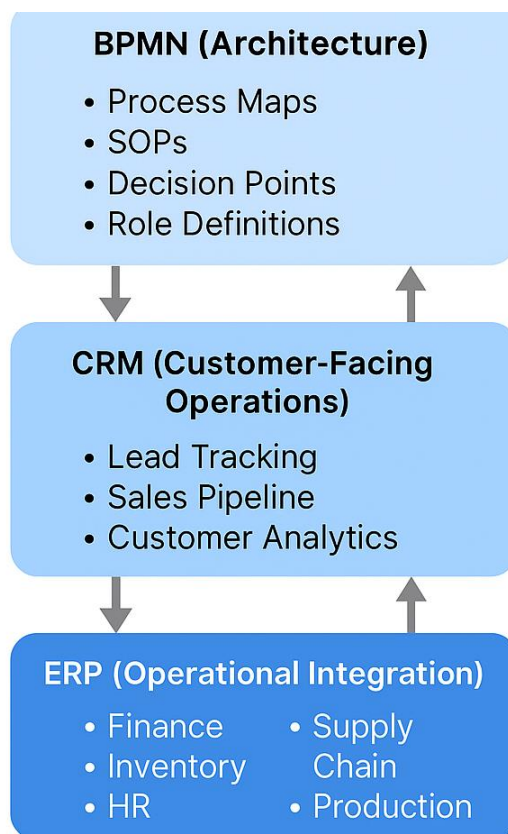 BPMN (Architecture)
• Process Maps
• SOPs
• Decision Points
• Role Definitions
CRM (Customer-Facing
Operations)
• Lead Tracking
• Sales Pipeline
• Customer Analytics
ERP (Operational Integration)
• Finance
• Inventory
• HR
• Supply
Chain
• Production